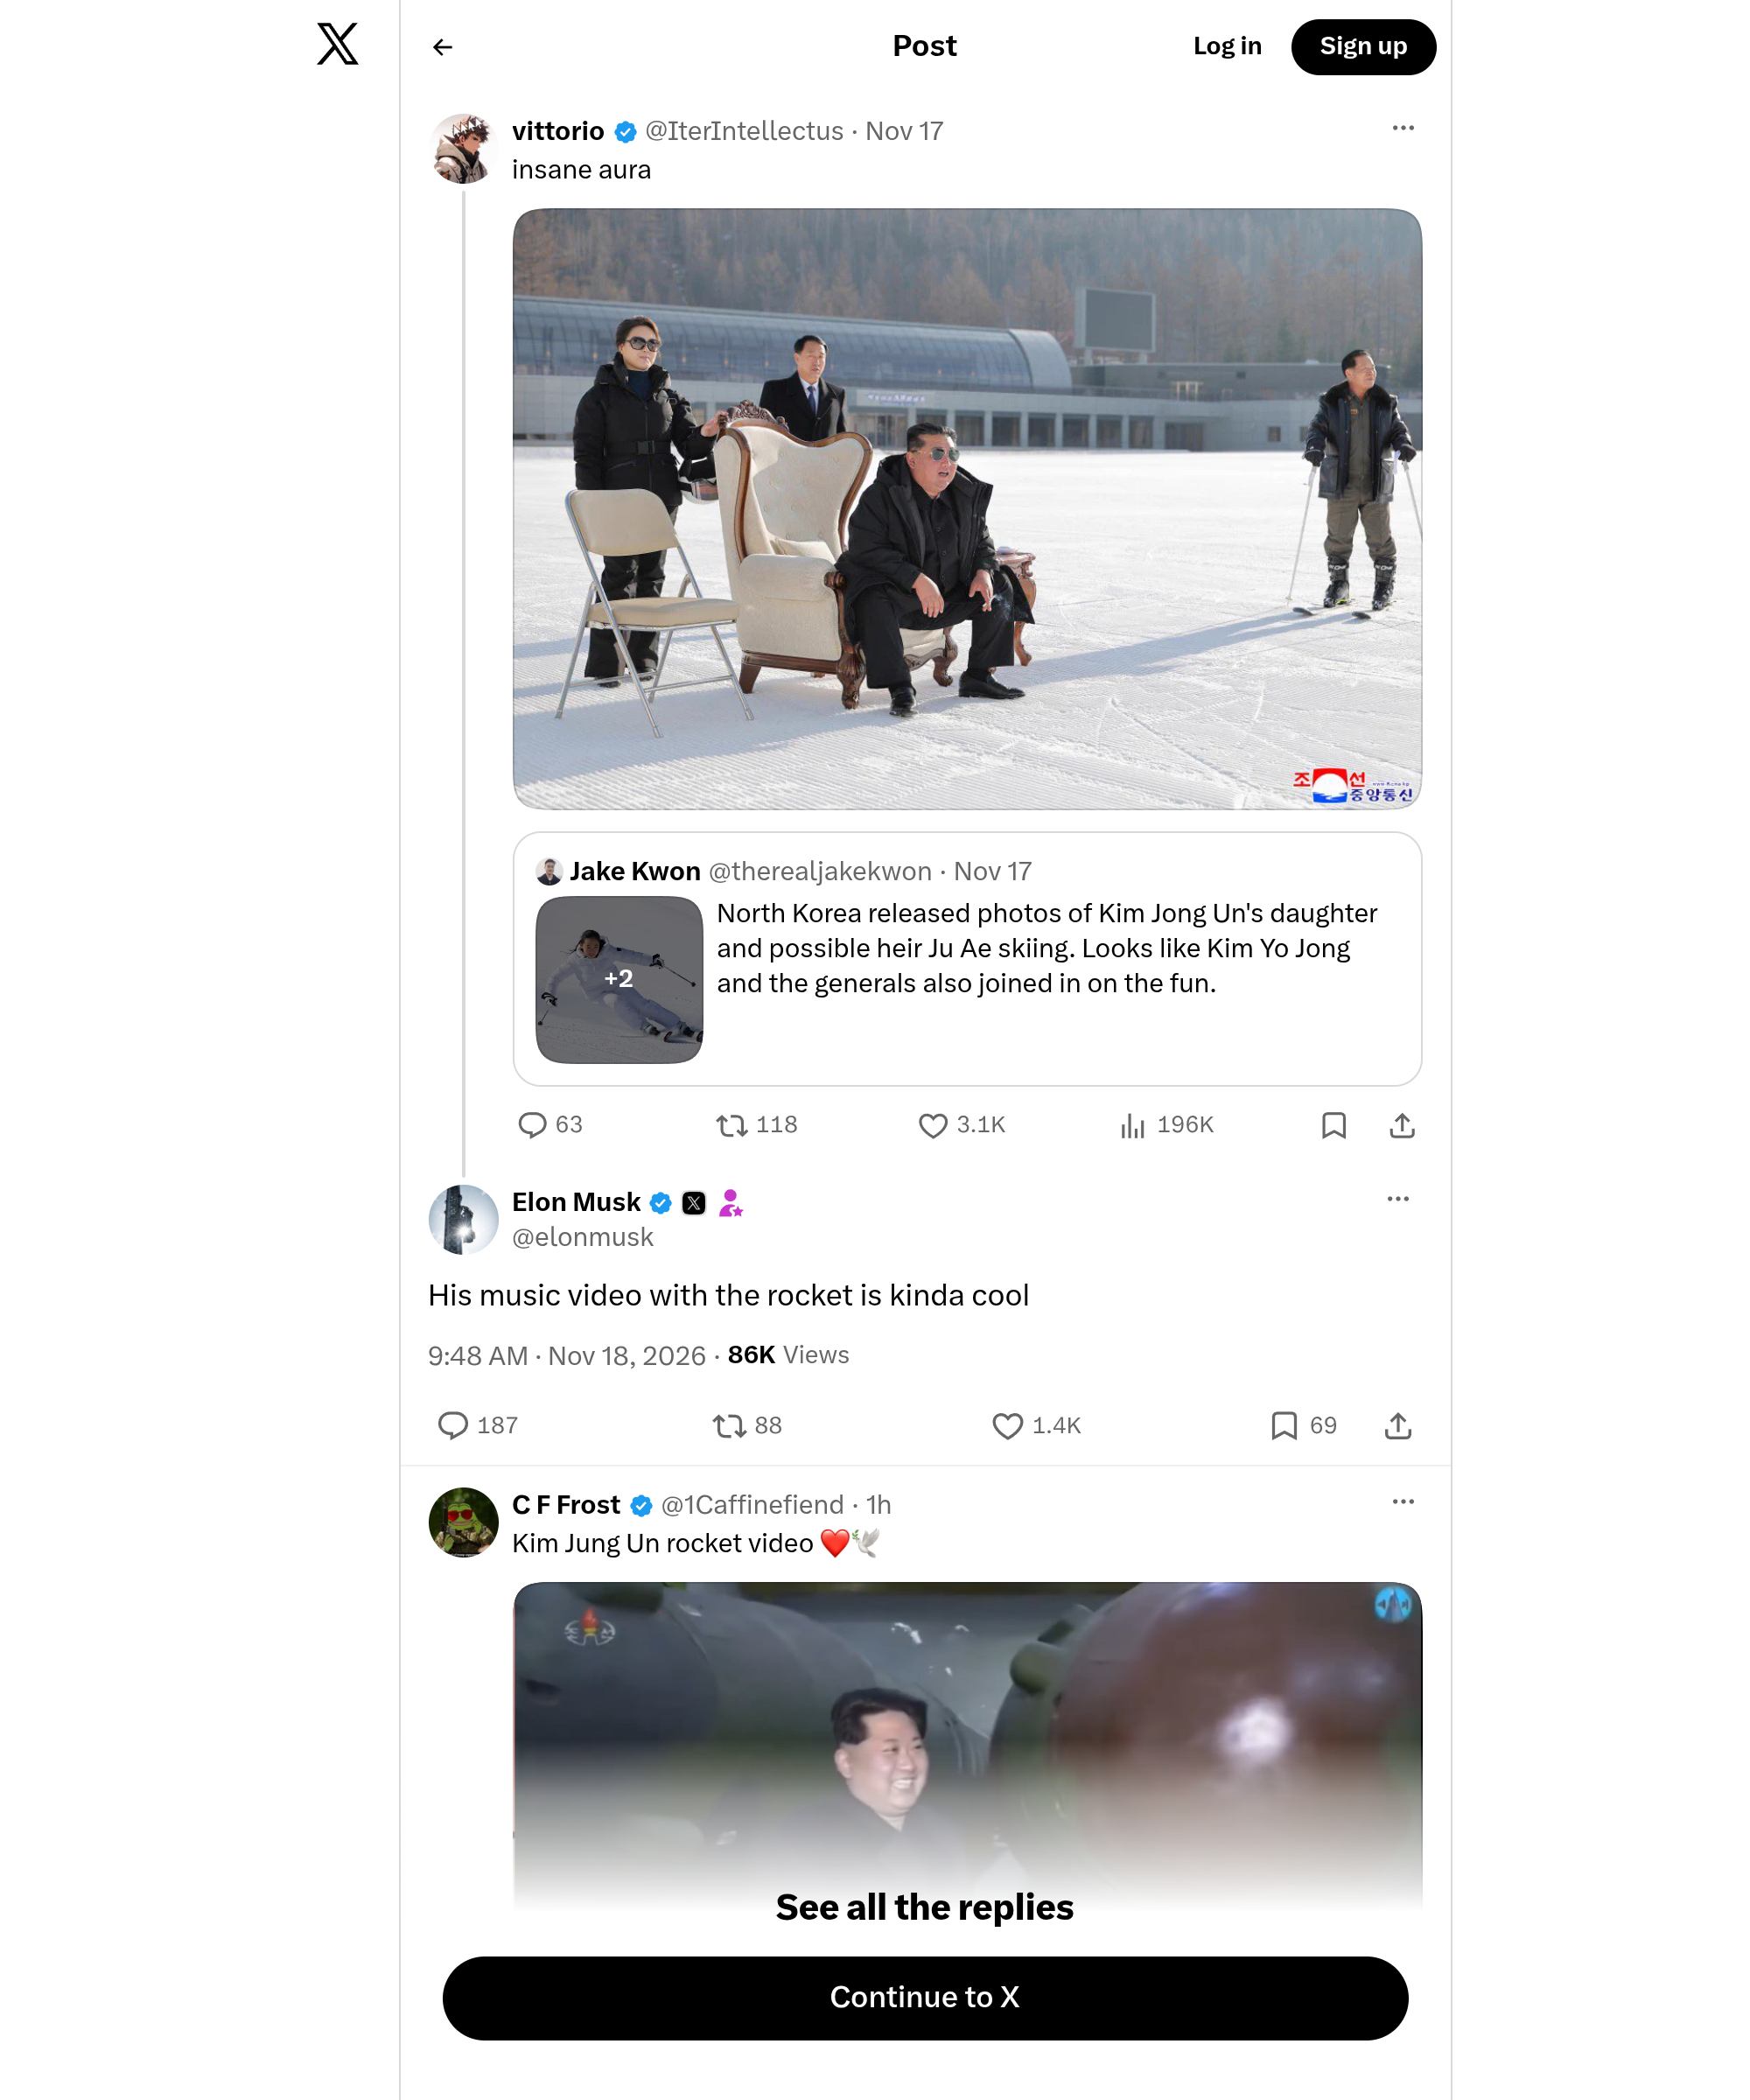 Post
Log in
Sign up
vittorio @IterIntellectus · Nov 17
insane aura
조 선
중앙통신
Jake Kwon @therealjakekwon · Nov 17
+2
North Korea released photos of Kim Jong Un's daughter
and possible heir Ju Ae skiing. Looks like Kim Yo Jong
and the generals also joined in on the fun.
63 118 3.1K 196K
Elon Musk
@elonmusk
His music video with the rocket is kinda cool
9:48 AM · Nov 18, 2026 · 86K Views
187 88 1.4K 69
C F Frost @1Caffinefiend · 1h
Kim Jung Un rocket video ❤️🕊️
See all the replies
Continue to X